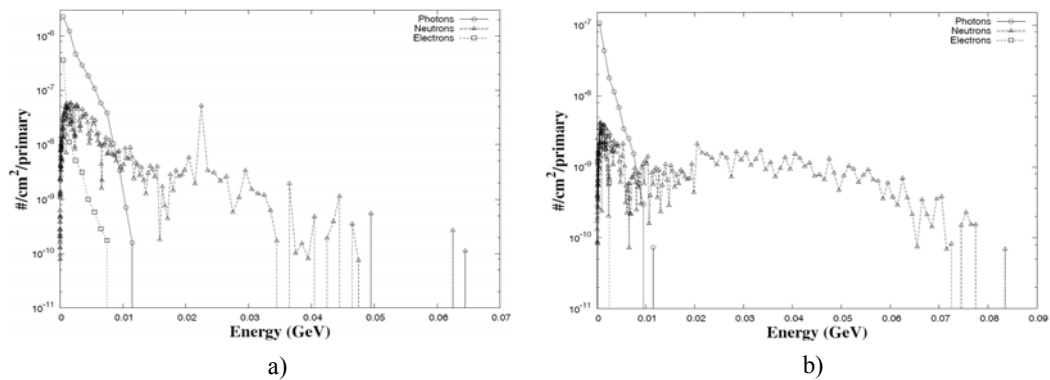 Photons
Neutrons
Electrons
10⁻⁶
10⁻⁷
10⁻⁸
10⁻⁹
10⁻¹⁰
10⁻¹¹
#/cm²/primary
0 0.01 0.02 0.03 0.04 0.05 0.06 0.07
Energy (GeV)
a)
Photons
Neutrons
Electrons
10⁻⁷
10⁻⁸
10⁻⁹
10⁻¹⁰
10⁻¹¹
#/cm²/primary
0 0.01 0.02 0.03 0.04 0.05 0.06 0.07 0.08 0.09
Energy (GeV)
b)